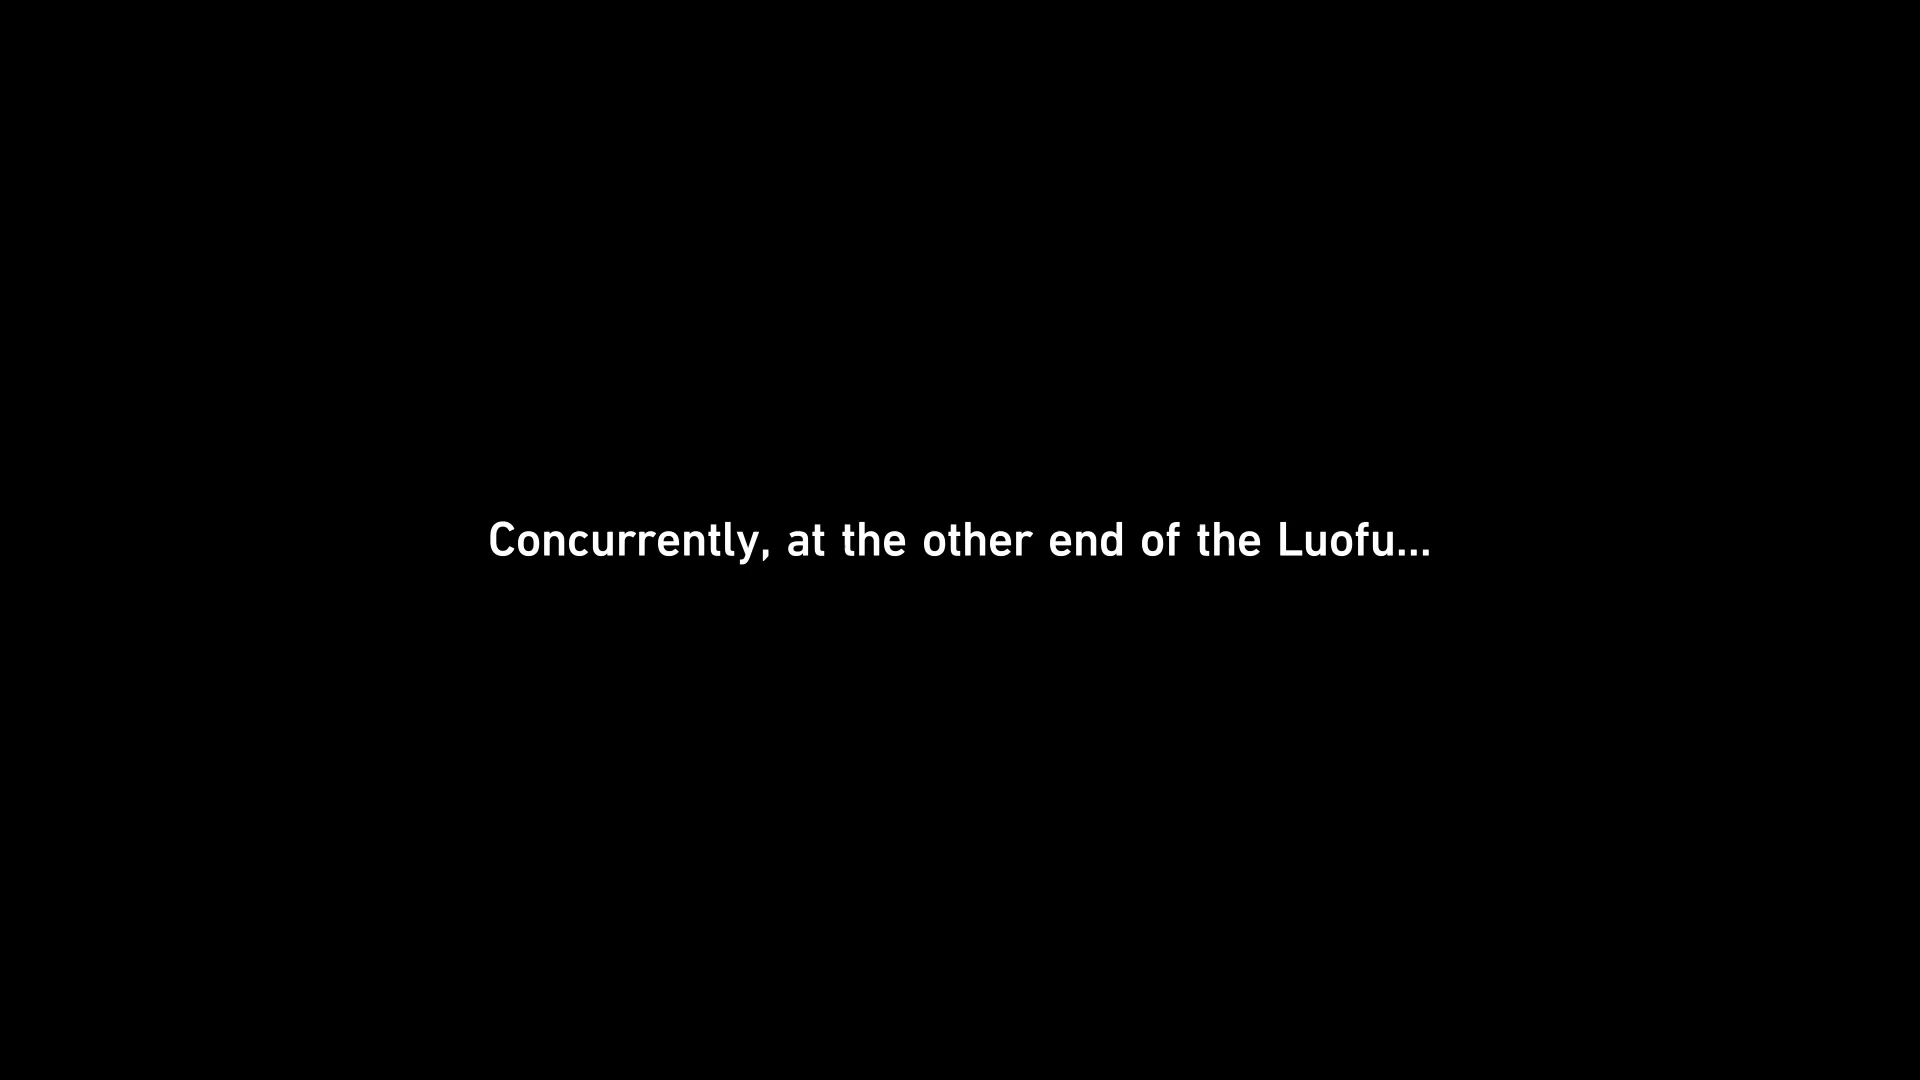 Concurrently, at the other end of the Luofu...